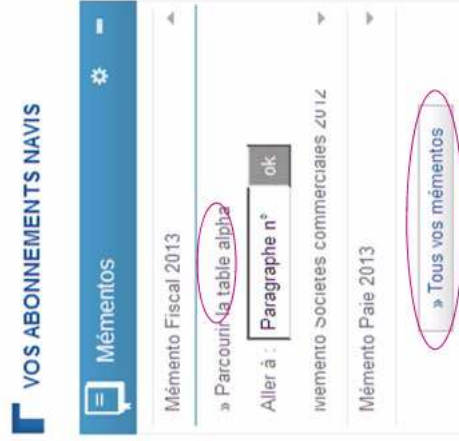 VOS ABONNEMENTS NAVIS
Mémentos
Mémento Fiscal 2013
» Parcourir la table alpha
Aller à : Paragraphe n° ok
Mémento Sociétés commerciales 2012
Mémento Paie 2013
» Tous vos mémentos